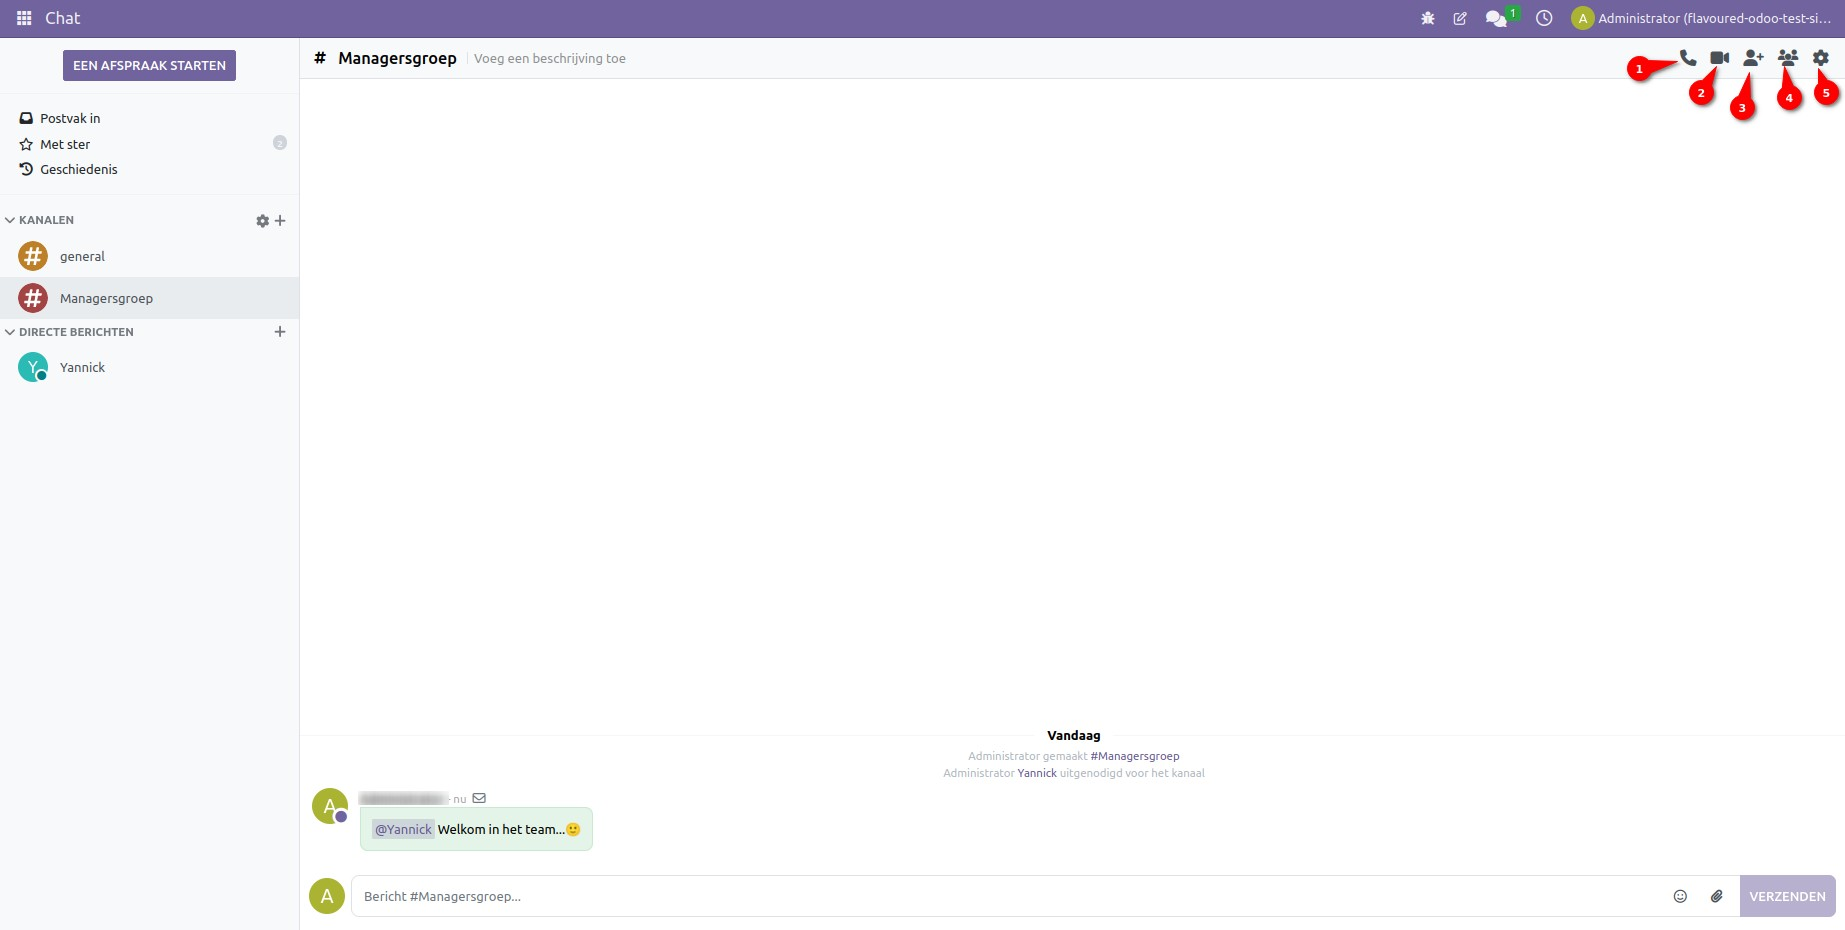 Chat
1
A
Administrator (flavoured-odoo-test-si...
EEN AFSPRAAK STARTEN
# Managersgroep
Voeg een beschrijving toe
1
2
3
4
5
Postvak in
Met ster
2
Geschiedenis
KANALEN
# general
# Managersgroep
DIRECTE BERICHTEN
Y
Yannick
Vandaag
Administrator gemaakt #Managersgroep
Administrator Yannick uitgenodigd voor het kanaal
A
- nu
@Yannick Welkom in het team...🙂
A
Bericht #Managersgroep...
VERZENDEN